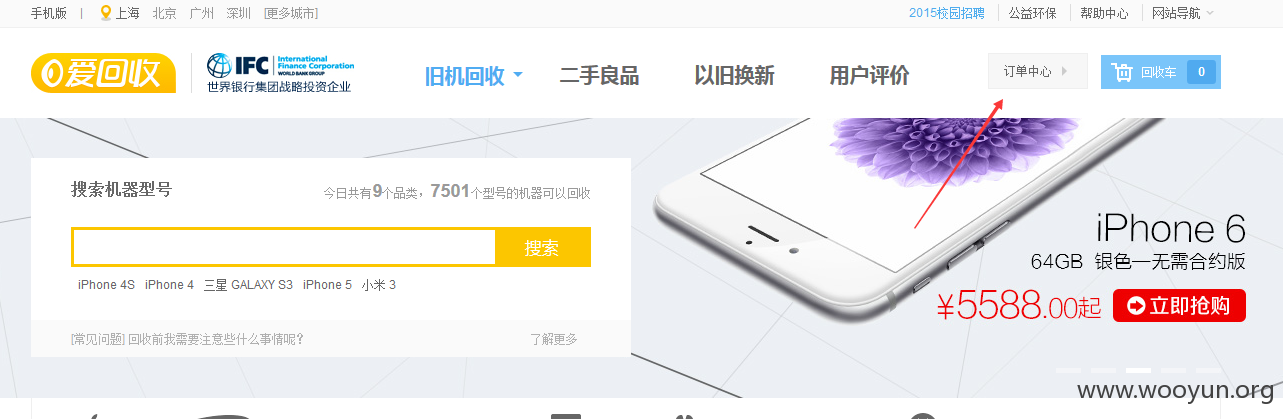 手机版 | 上海 北京 广州 深圳 [更多城市] 2015校园招聘 | 公益环保 | 帮助中心 | 网站导航
爱回收 IFC International Finance Corporation WORLD BANK GROUP
世界银行集团战略投资企业
旧机回收 二手良品 以旧换新 用户评价 订单中心 回收车 0
搜索机器型号 今日共有9个品类，7501个型号的机器可以回收
搜索
iPhone 4S iPhone 4 三星 GALAXY S3 iPhone 5 小米 3
[常见问题] 回收前我需要注意些什么事情呢? 了解更多
iPhone 6
64GB 银色—无需合约版
¥5588.00起 立即抢购
www.wooyun.org